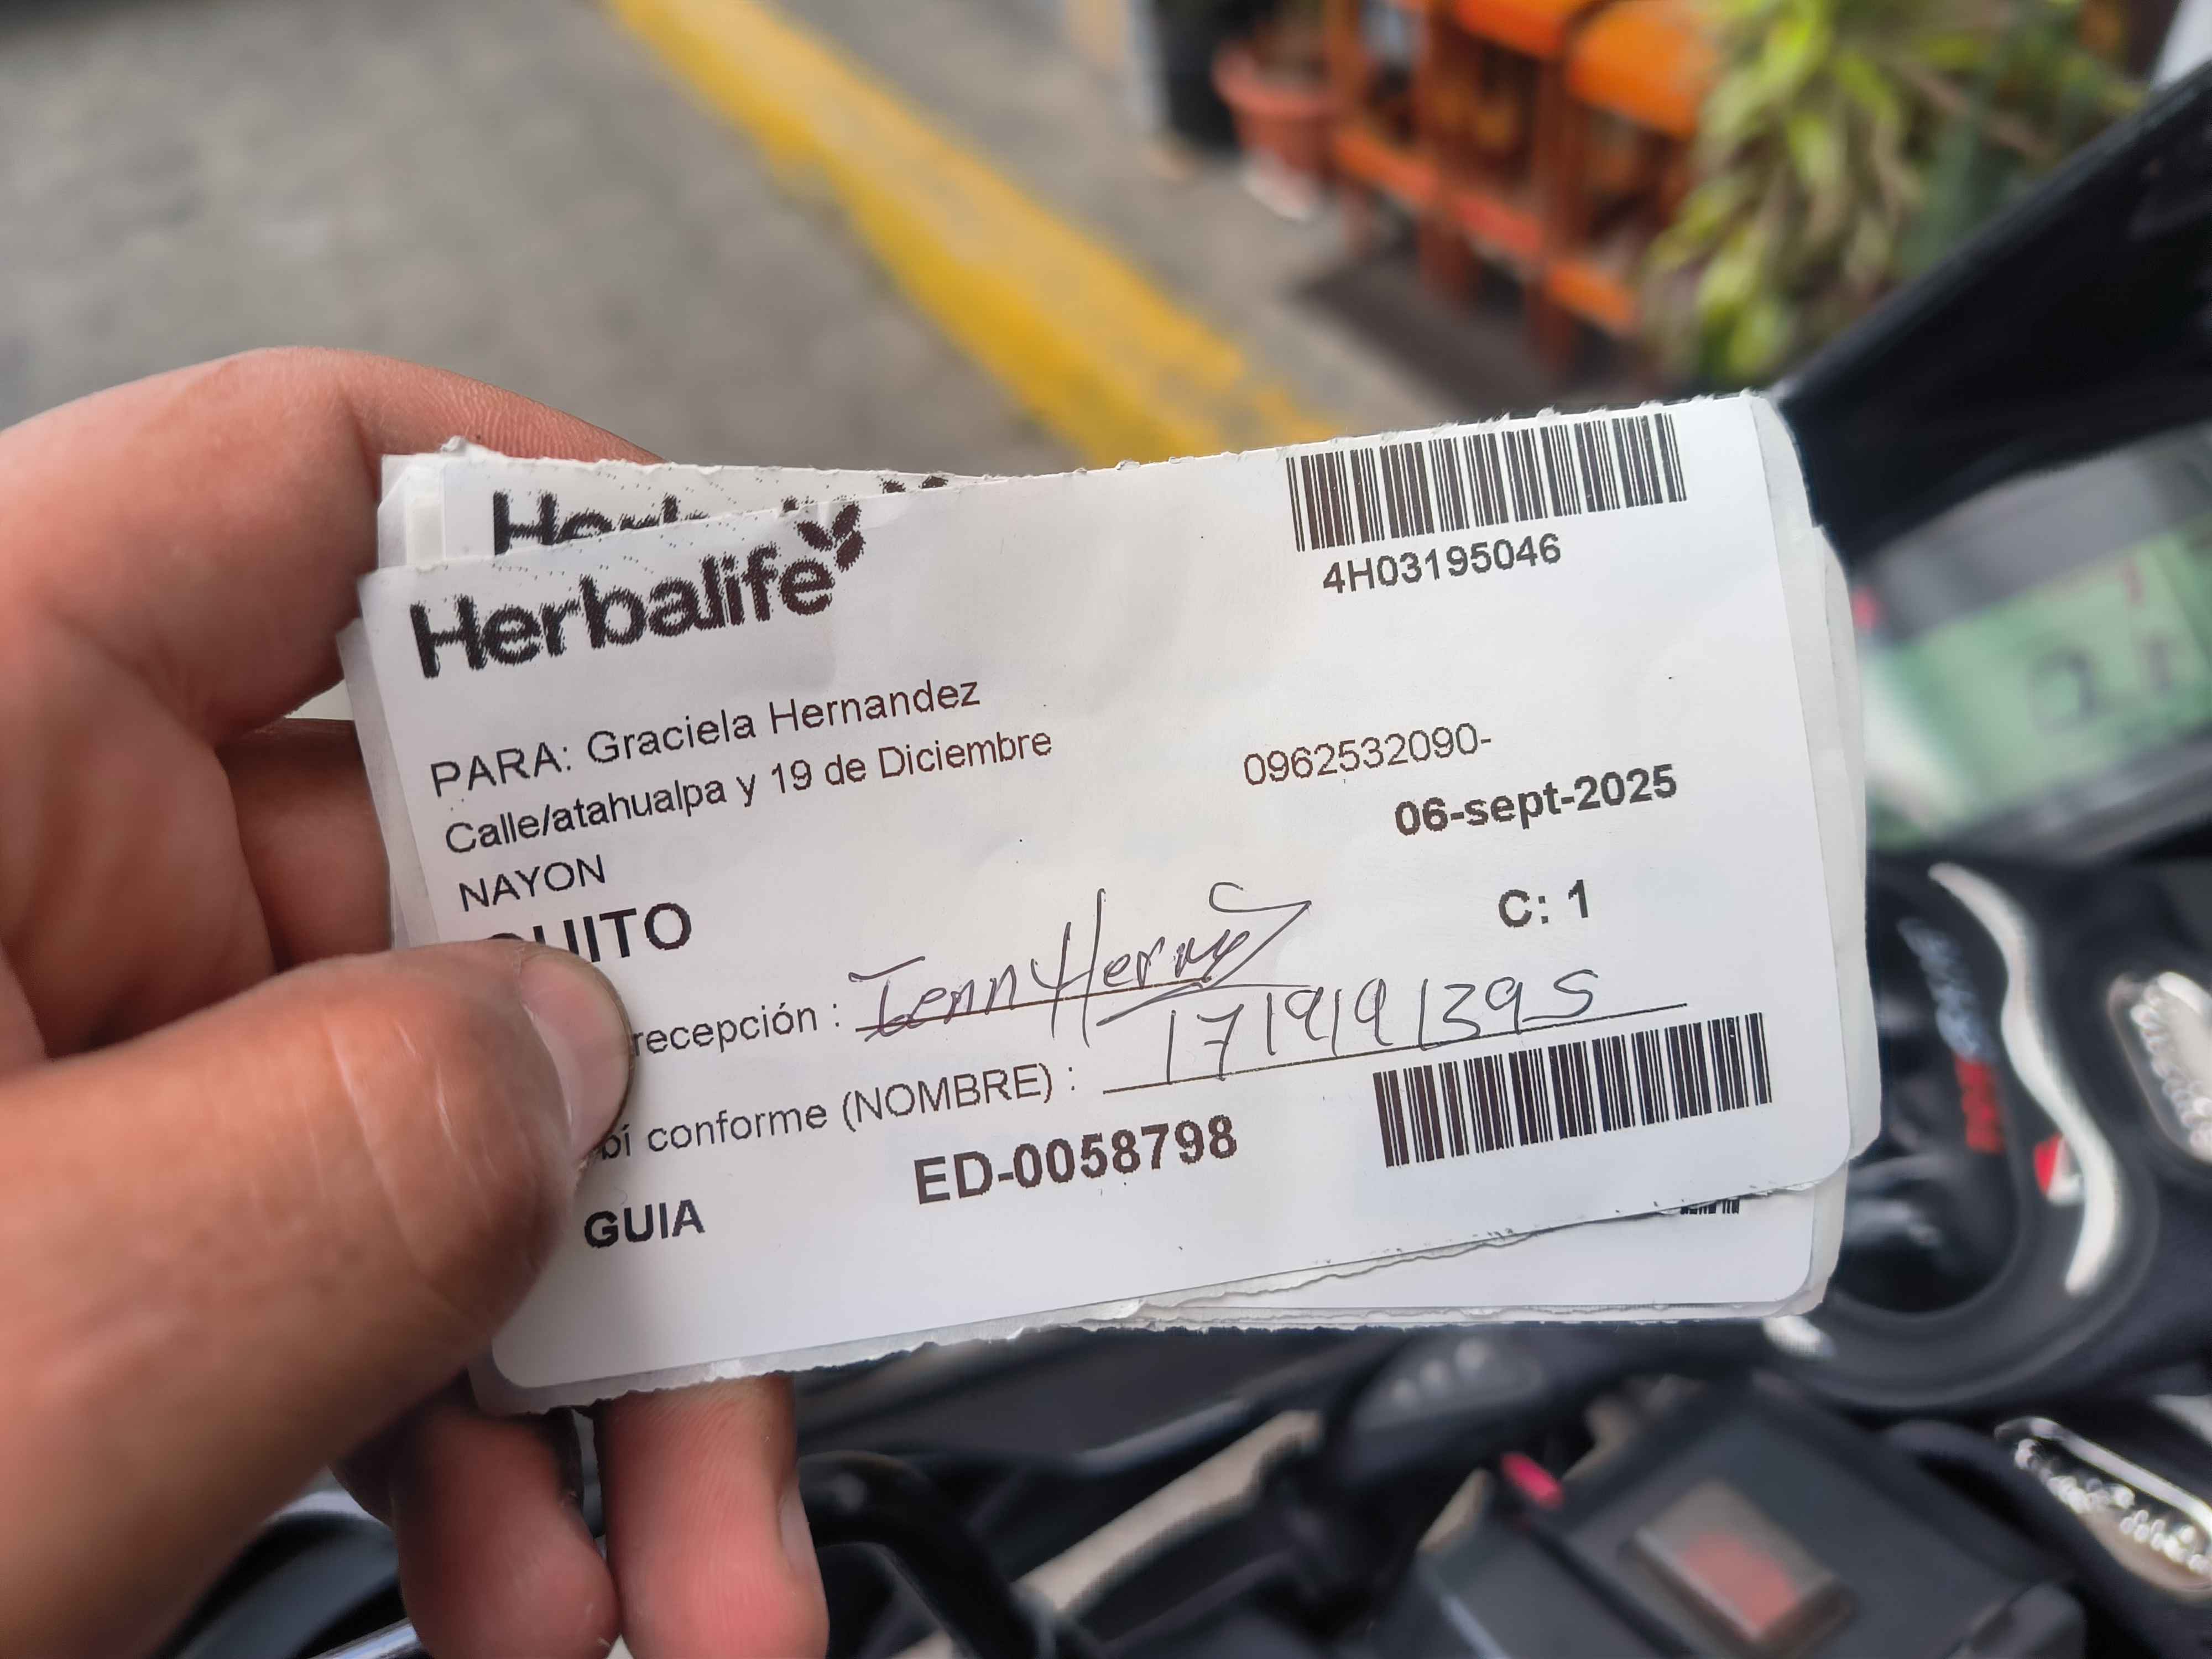 Herbalife
4H03195046
PARA: Graciela Hernandez
Calle/atahualpa y 19 de Diciembre
0962532090-
NAYON
06-sept-2025
QUITO
C: 1
recepción :
conforme (NOMBRE) : 1719191395
GUIA ED-0058798